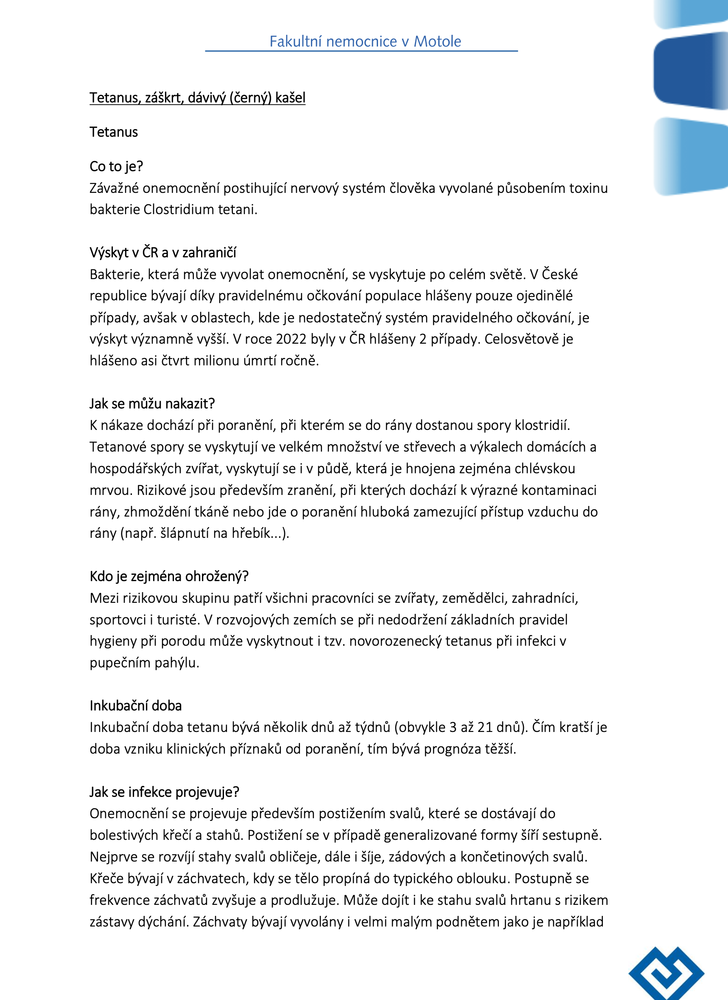 Fakultní nemocnice v Motole
Tetanus, záškrt, dávivý (černý) kašel
Tetanus
Co to je?
Závažné onemocnění postihující nervový systém člověka vyvolané působením toxinu
bakterie Clostridium tetani.
Výskyt v ČR a v zahraničí
Bakterie, která může vyvolat onemocnění, se vyskytuje po celém světě. V České
republice bývají díky pravidelnému očkování populace hlášeny pouze ojedinělé
případy, avšak v oblastech, kde je nedostatečný systém pravidelného očkování, je
výskyt významně vyšší. V roce 2022 byly v ČR hlášeny 2 případy. Celosvětově je
hlášeno asi čtvrt milionu úmrtí ročně.
Jak se můžu nakazit?
K nákaze dochází při poranění, při kterém se do rány dostanou spory klostridií.
Tetanové spory se vyskytují ve velkém množství ve střevech a výkalech domácích a
hospodářských zvířat, vyskytují se i v půdě, která je hnojena zejména chlévskou
mrvou. Rizikové jsou především zranění, při kterých dochází k výrazné kontaminaci
rány, zhmoždění tkáně nebo jde o poranění hluboká zamezující přístup vzduchu do
rány (např. šlápnutí na hřebík...).
Kdo je zejména ohrožený?
Mezi rizikovou skupinu patří všichni pracovníci se zvířaty, zemědělci, zahradníci,
sportovci i turisté. V rozvojových zemích se při nedodržení základních pravidel
hygieny při porodu může vyskytnout i tzv. novorozenecký tetanus při infekci v
pupečním pahýlu.
Inkubační doba
Inkubační doba tetanu bývá několik dnů až týdnů (obvykle 3 až 21 dnů). Čím kratší je
doba vzniku klinických příznaků od poranění, tím bývá prognóza těžší.
Jak se infekce projevuje?
Onemocnění se projevuje především postižením svalů, které se dostávají do
bolestivých křečí a stahů. Postižení se v případě generalizované formy šíří sestupně.
Nejprve se rozvíjí stahy svalů obličeje, dále i šíje, zádových a končetinových svalů.
Křeče bývají v záchvatech, kdy se tělo propíná do typického oblouku. Postupně se
frekvence záchvatů zvyšuje a prodlužuje. Může dojít i ke stahu svalů hrtanu s rizikem
zástavy dýchání. Záchvaty bývají vyvolány i velmi malým podnětem jako je například